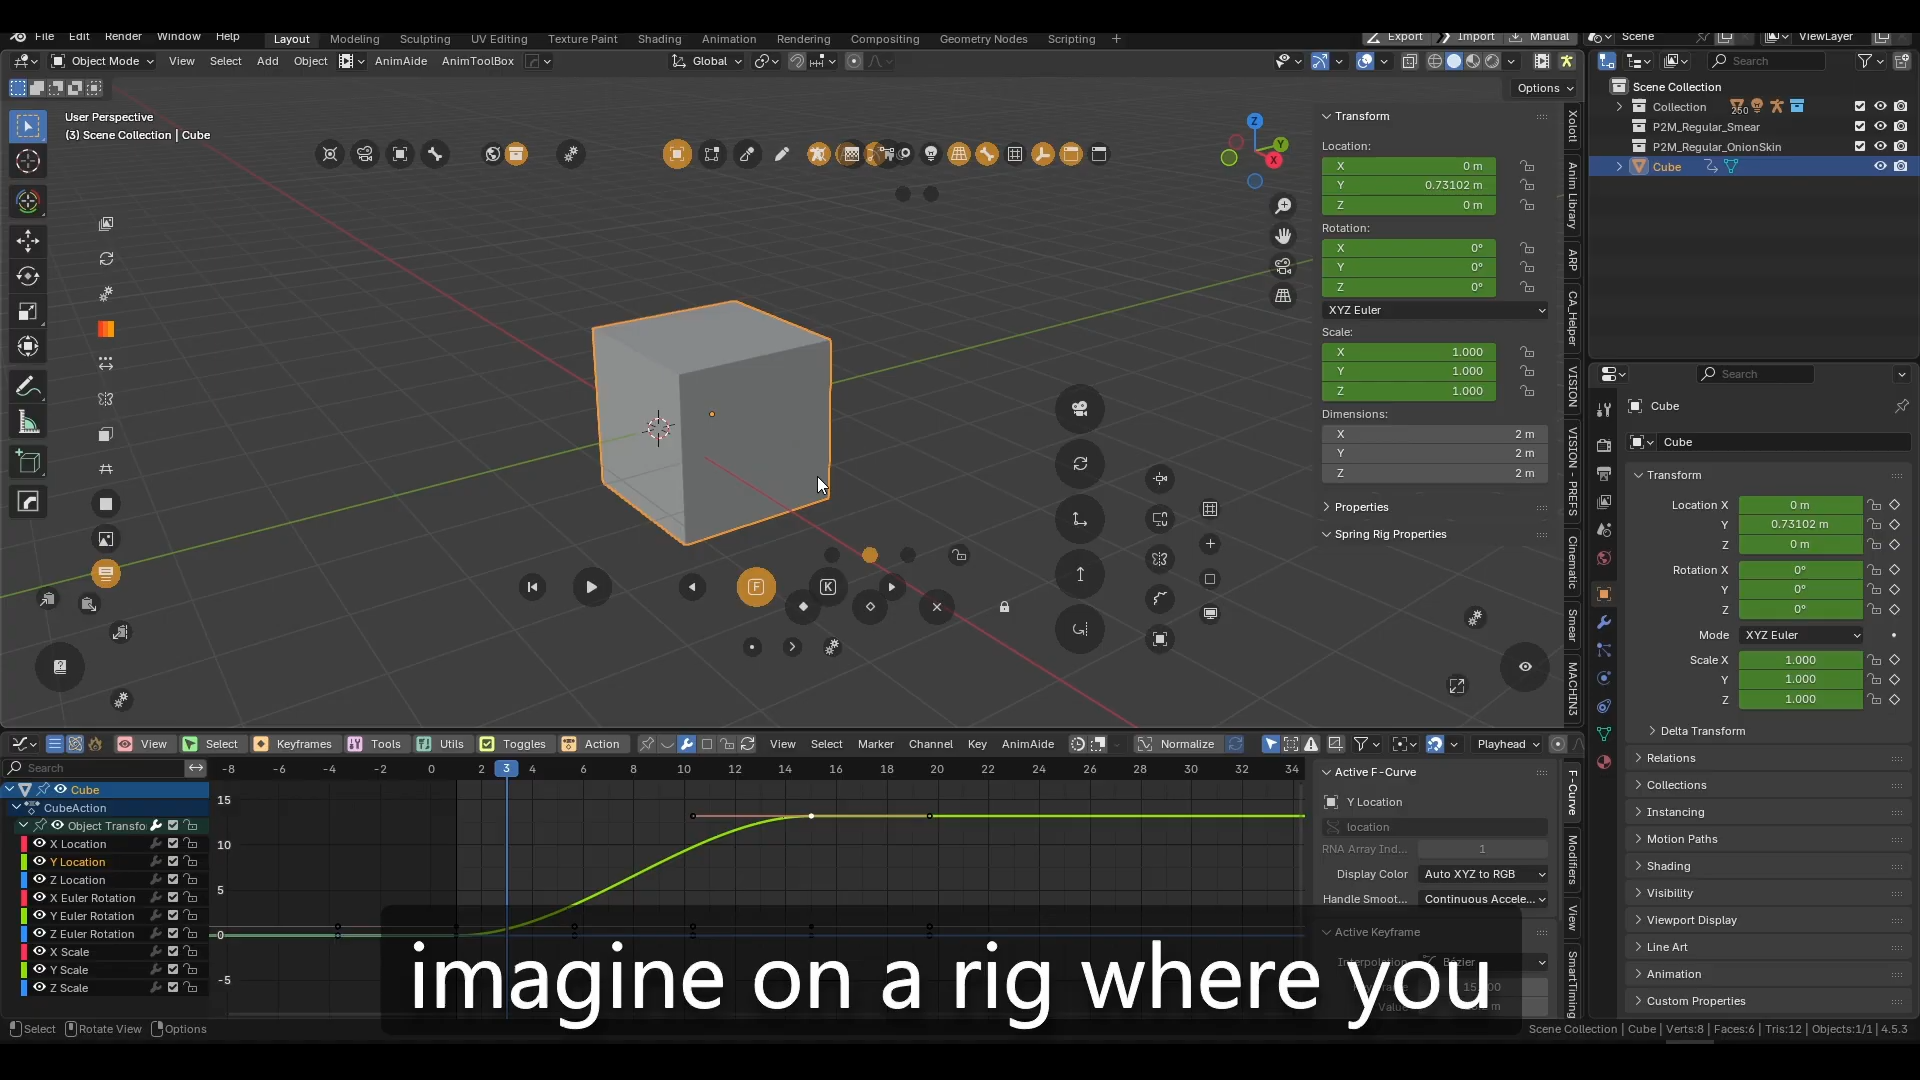 File Edit Render Window Help Layout Modeling Sculpting UV Editing Texture Paint Shading Animation Rendering Compositing Geometry Nodes Scripting + Export Import Manual Scene ViewLayer
Object Mode View Select Add Object AnimAide AnimToolBox Global Search
Options
User Perspective
(3) Scene Collection | Cube
Scene Collection
Collection 250
P2M_Regular_Smear
P2M_Regular_OnionSkin
Cube
Z
Y
X
Transform
Location:
X 0 m
Y 0.73102 m
Z 0 m
Rotation:
X 0°
Y 0°
Z 0°
XYZ Euler
Scale:
X 1.000
Y 1.000
Z 1.000
Dimensions:
X 2 m
Y 2 m
Z 2 m
Properties
Spring Rig Properties
Xolotl
Anim Library
ARP
CA_Helper
VISION
VISION - PREFS
Cinematic
Smear
MACHIN3
F K
Search
Cube
Cube
Transform
Location X 0 m
Y 0.73102 m
Z 0 m
Rotation X 0°
Y 0°
Z 0°
Mode XYZ Euler
Scale X 1.000
Y 1.000
Z 1.000
Delta Transform
Relations
Collections
Instancing
Motion Paths
Shading
Visibility
Viewport Display
Line Art
Animation
Custom Properties
View Select Keyframes Tools Utils Toggles Action View Select Marker Channel Key AnimAide Normalize Playhead
Search -8 -6 -4 -2 0 2 3 4 6 8 10 12 14 16 18 20 22 24 26 28 30 32 34
Cube
CubeAction
Object Transfo
X Location
Y Location
Z Location
X Euler Rotation
Y Euler Rotation
Z Euler Rotation
X Scale
Y Scale
Z Scale
15
10
5
0
-5
Active F-Curve
Y Location
location
RNA Array Ind... 1
Display Color Auto XYZ to RGB
Handle Smoot... Continuous Accele...
Active Keyframe
Bézier
Value
F-Curve
Modifiers
View
SmartTiming
imagine on a rig where you
Select Rotate View Options
Scene Collection | Cube | Verts:8 | Faces:6 | Tris:12 | Objects:1/1 | 4.5.3